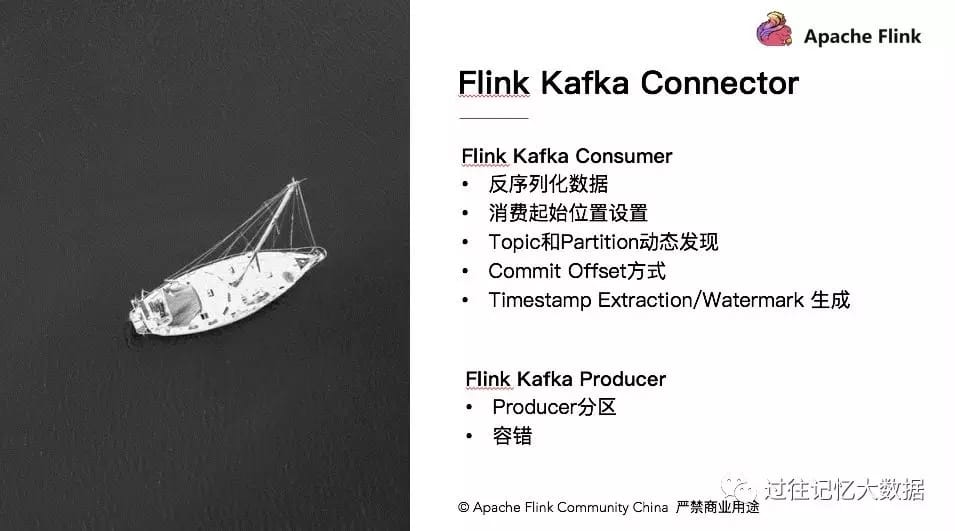 Apache Flink
Flink Kafka Connector
Flink Kafka Consumer
• 反序列化数据
• 消费起始位置设置
• Topic和Partition动态发现
• Commit Offset方式
• Timestamp Extraction/Watermark 生成
Flink Kafka Producer
• Producer分区
• 容错
过往记忆大数据
© Apache Flink Community China 严禁商业用途